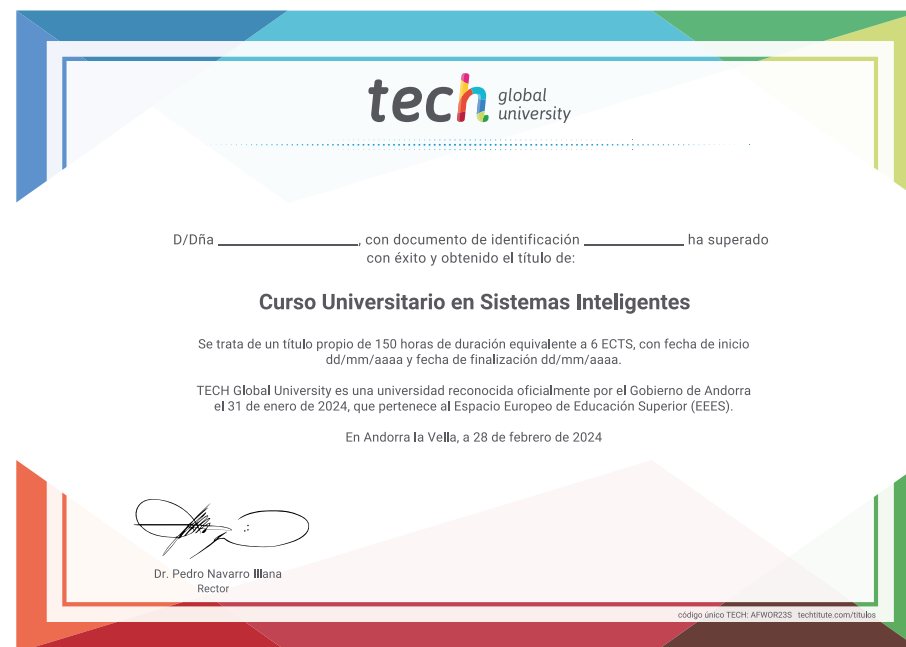 tech global university
D/Dña ____________________, con documento de identificación ______________ ha superado
con éxito y obtenido el título de:
Curso Universitario en Sistemas Inteligentes
Se trata de un título propio de 150 horas de duración equivalente a 6 ECTS, con fecha de inicio
dd/mm/aaaa y fecha de finalización dd/mm/aaaa.
TECH Global University es una universidad reconocida oficialmente por el Gobierno de Andorra
el 31 de enero de 2024, que pertenece al Espacio Europeo de Educación Superior (EEES).
En Andorra la Vella, a 28 de febrero de 2024
Dr. Pedro Navarro Illana
Rector
código único TECH: AFWOR23S techtitute.com/titulos